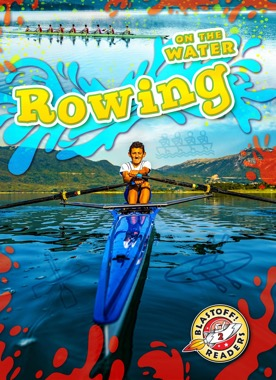 ON THE
WATER
Rowing
BLASTOFF!
2
READERS